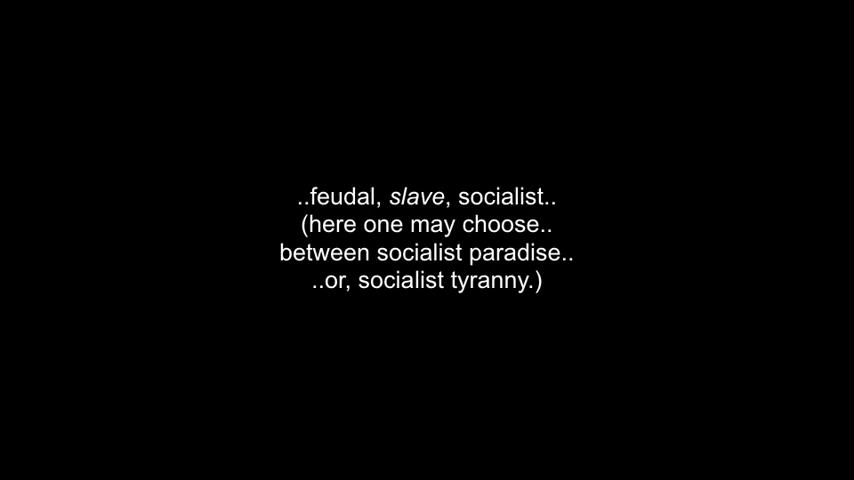 ..feudal, slave, socialist..
(here one may choose..
between socialist paradise..
..or, socialist tyranny.)